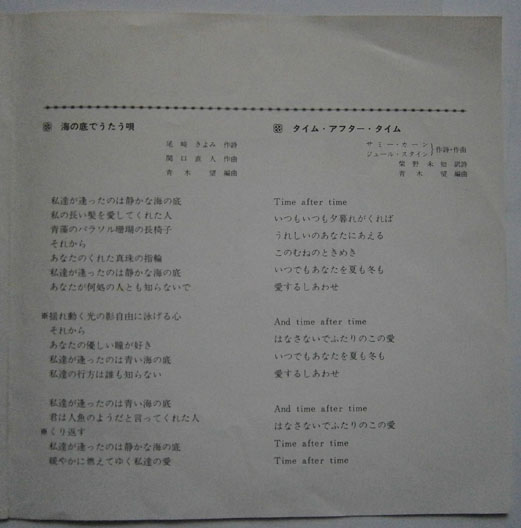 海の底でうたう唄
尾崎きよみ 作詩
関口直人 作曲
青木望 編曲
私達が逢ったのは静かな海の底
私の長い髪を愛してくれた人
青藻のパラソル珊瑚の長椅子
それから
あなたのくれた真珠の指輪
私達が逢ったのは静かな海の底
あなたが何処の人とも知らないで
※揺れ動く光の影自由に泳げる心
それから
あなたの優しい瞳が好き
私達が逢ったのは青い海の底
私達の行方は誰も知らない
私達が逢ったのは青い海の底
君は人魚のようだと言ってくれた人
※くり返す
私達が逢ったのは静かな海の底
緩やかに燃えてゆく私達の愛
タイム・アフター・タイム
サミー・カーン
ジュール・スタイン}作詩・作曲
柴野未知 訳詩
青木望 編曲
Time after time
いつもいつも夕暮れがくれば
うれしいのあなたにあえる
このむねのときめき
いつでもあなたを夏も冬も
愛するしあわせ
And time after time
はなさないでふたりのこの愛
いつでもあなたを夏も冬も
愛するしあわせ
And time after time
はなさないでふたりのこの愛
Time after time
Time after time